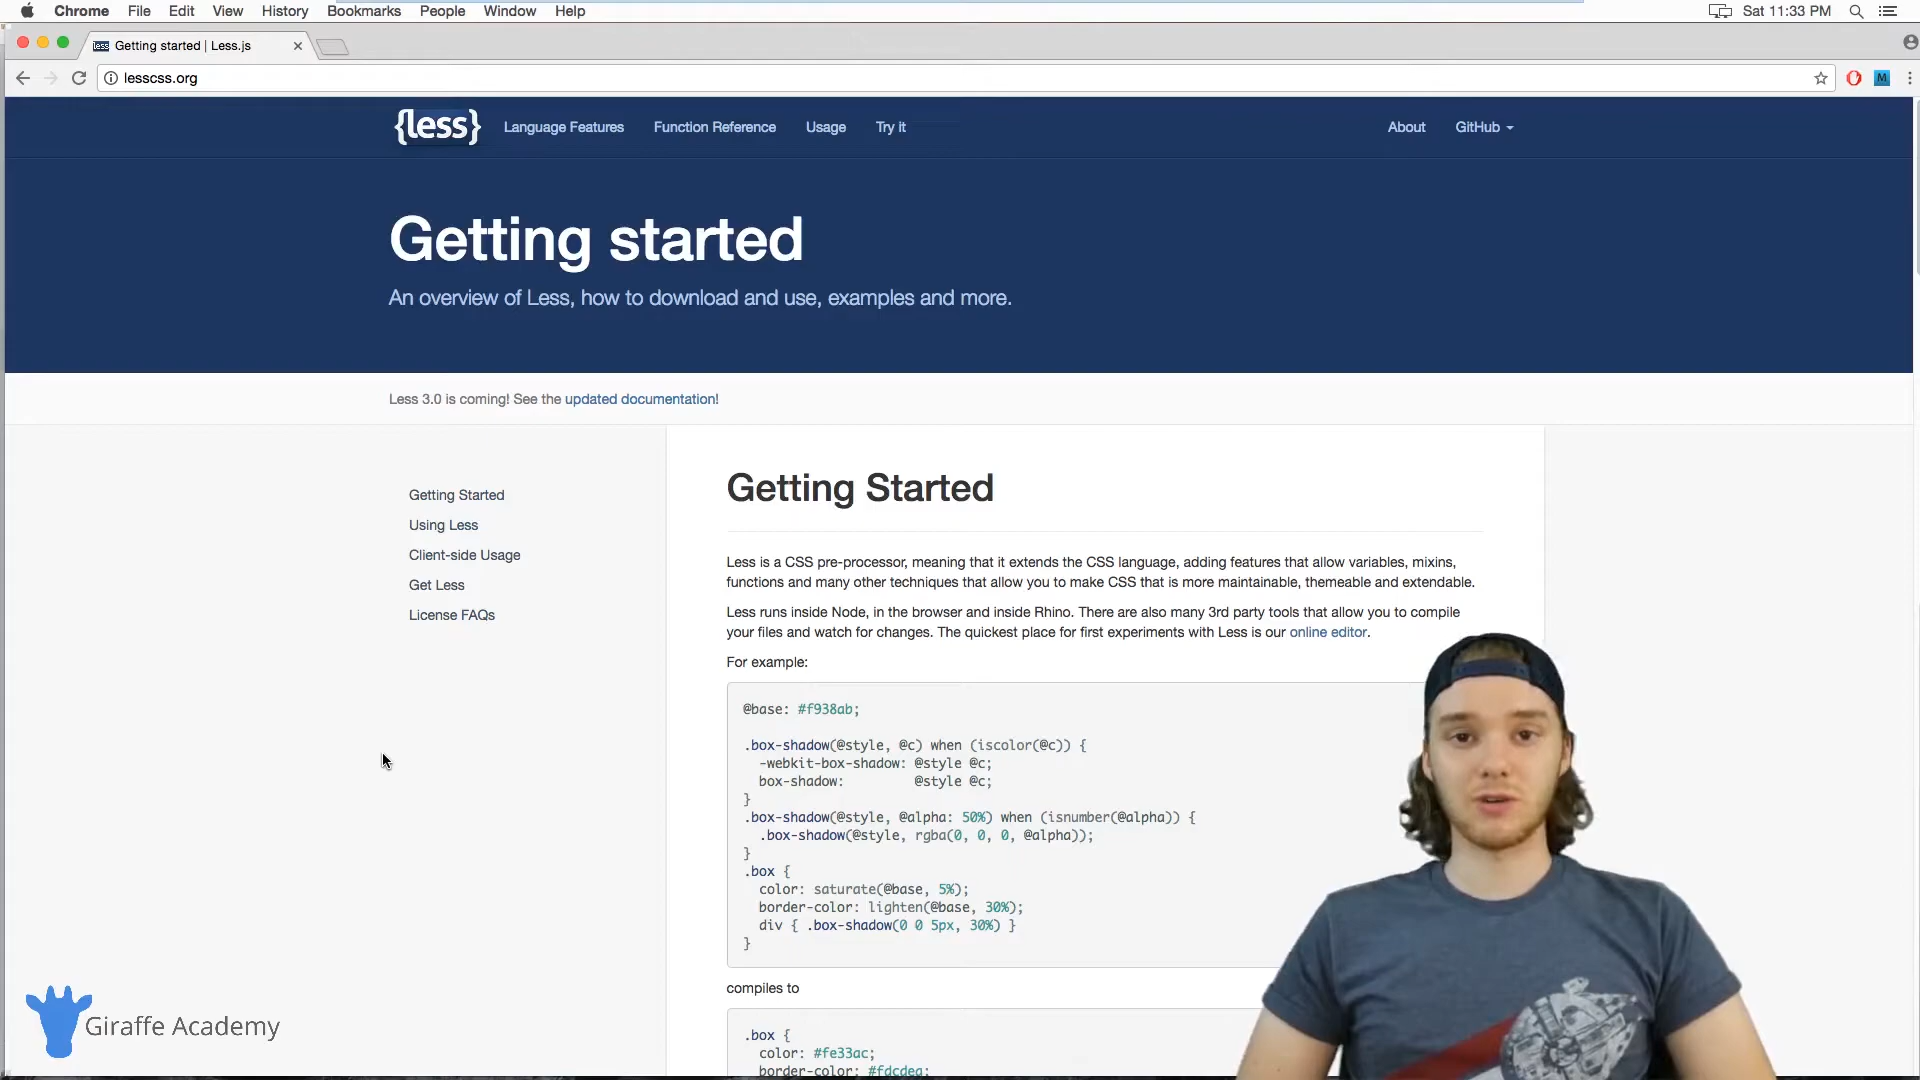 Chrome File Edit View History Bookmarks People Window Help Sat 11:33 PM
less Getting started | Less.js
lesscss.org M
{less} Language Features Function Reference Usage Try it About GitHub
Getting started
An overview of Less, how to download and use, examples and more.
Less 3.0 is coming! See the updated documentation!
Getting Started
Using Less
Client-side Usage
Get Less
License FAQs
Getting Started
Less is a CSS pre-processor, meaning that it extends the CSS language, adding features that allow variables, mixins,
functions and many other techniques that allow you to make CSS that is more maintainable, themeable and extendable.
Less runs inside Node, in the browser and inside Rhino. There are also many 3rd party tools that allow you to compile
your files and watch for changes. The quickest place for first experiments with Less is our online editor.
For example:
@base: #f938ab;
.box-shadow(@style, @c) when (iscolor(@c)) {
-webkit-box-shadow: @style @c;
box-shadow: @style @c;
}
.box-shadow(@style, @alpha: 50%) when (isnumber(@alpha)) {
.box-shadow(@style, rgba(0, 0, 0, @alpha));
}
.box {
color: saturate(@base, 5%);
border-color: lighten(@base, 30%);
div { .box-shadow(0 0 5px, 30%) }
}
compiles to
.box {
color: #fe33ac;
border-color: #fdcdea;
Giraffe Academy